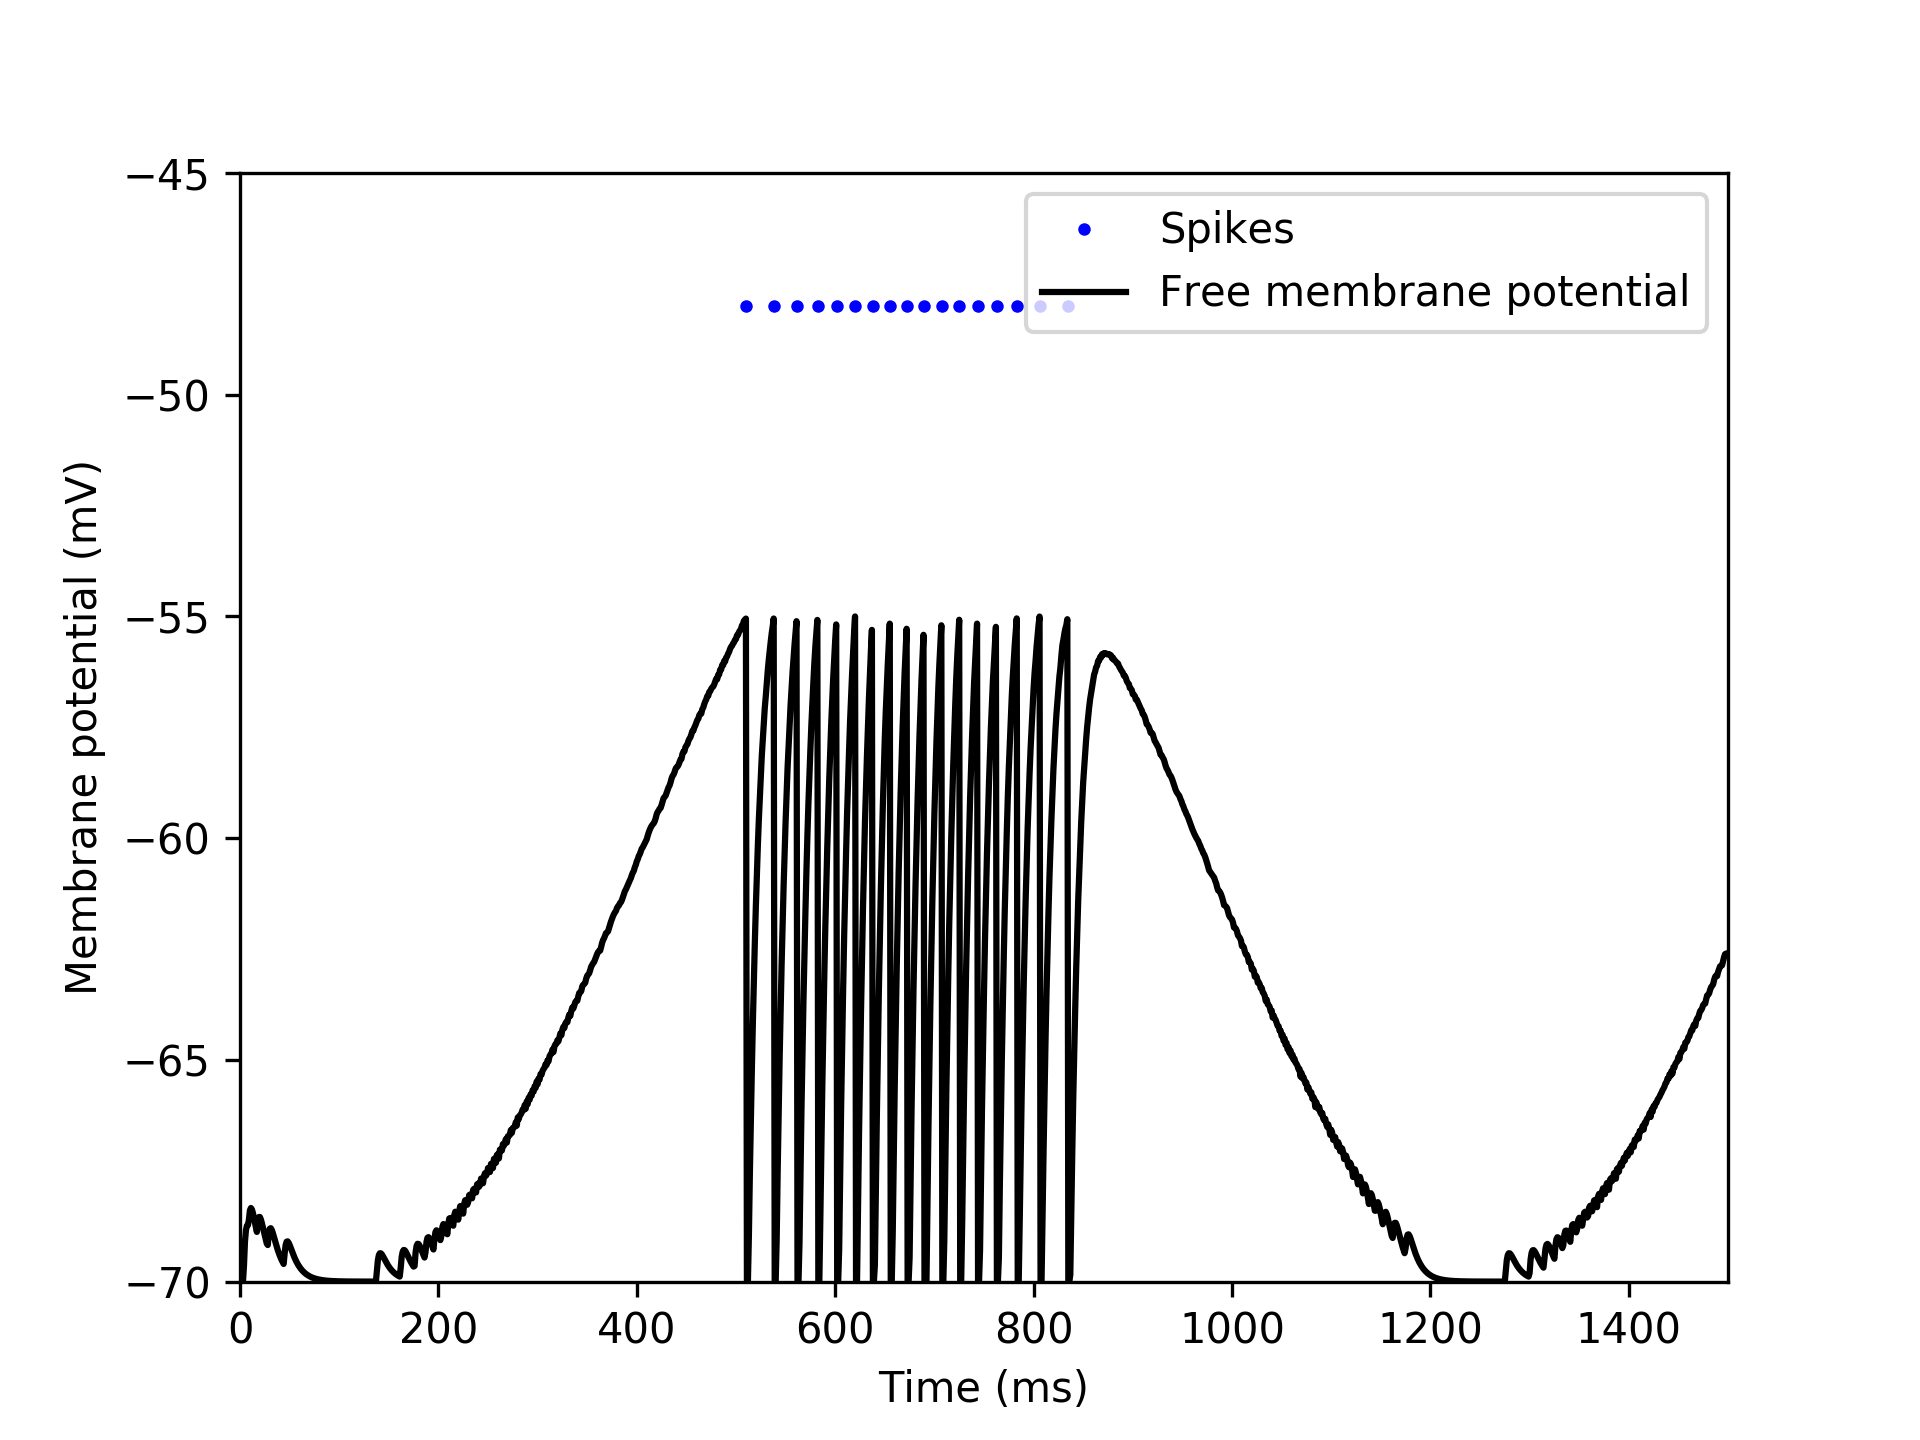 −45
Spikes
Free membrane potential
−50
−55
−60
−65
−70
Membrane potential (mV)
0 200 400 600 800 1000 1200 1400
Time (ms)